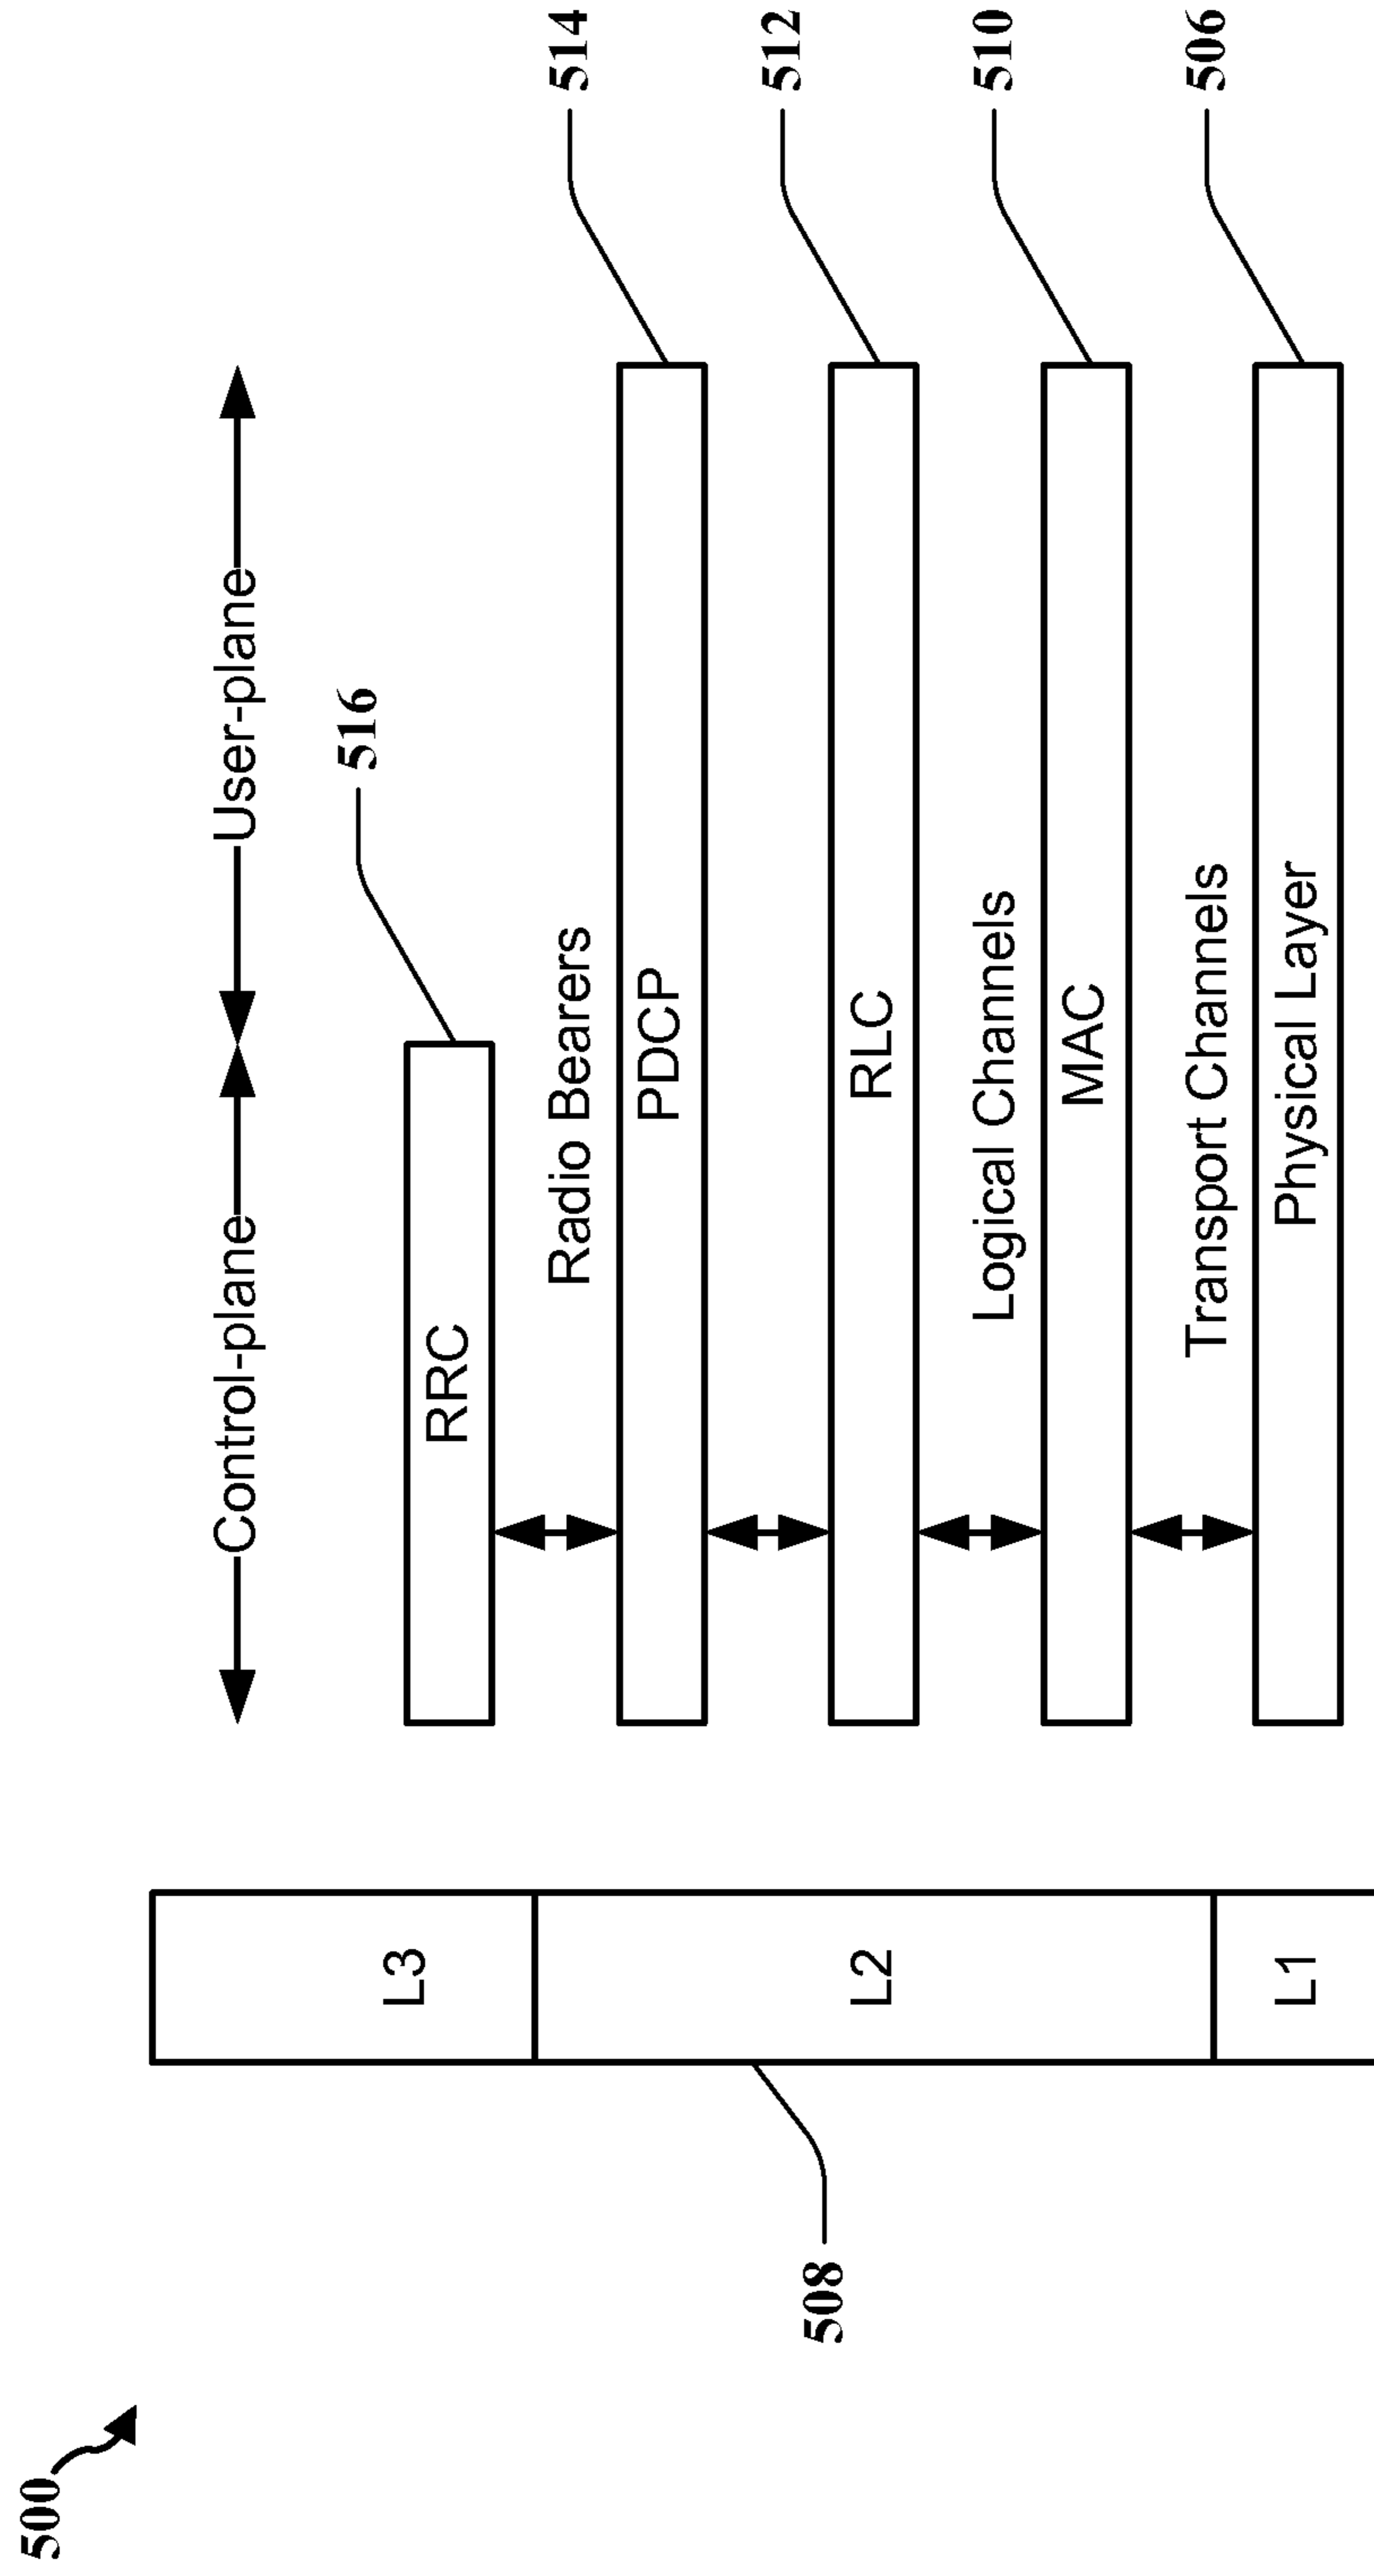 500
Control-plane
User-plane
516
L3
RRC
514
Radio Bearers
PDCP
508
L2
512
RLC
510
Logical Channels
MAC
506
Transport Channels
L1
Physical Layer